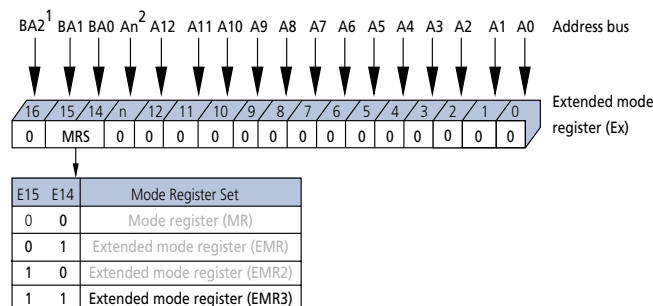 BA2¹ BA1 BA0 An² A12 A11 A10 A9 A8 A7 A6 A5 A4 A3 A2 A1 A0 Address bus
16 15 14 n 12 11 10 9 8 7 6 5 4 3 2 1 0 Extended mode
register (Ex)
0 MRS 0 0 0 0 0 0 0 0 0 0 0 0 0 0
E15 E14 Mode Register Set
0 0 Mode register (MR)
0 1 Extended mode register (EMR)
1 0 Extended mode register (EMR2)
1 1 Extended mode register (EMR3)